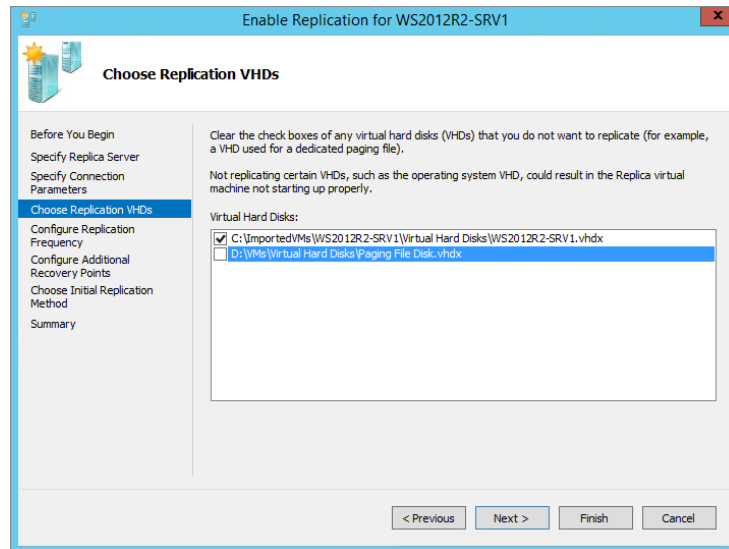 Enable Replication for WS2012R2-SRV1
x
Choose Replication VHDs
Before You Begin
Specify Replica Server
Specify Connection
Parameters
Choose Replication VHDs
Configure Replication
Frequency
Configure Additional
Recovery Points
Choose Initial Replication
Method
Summary
Clear the check boxes of any virtual hard disks (VHDs) that you do not want to replicate (for example,
a VHD used for a dedicated paging file).
Not replicating certain VHDs, such as the operating system VHD, could result in the Replica virtual
machine not starting up properly.
Virtual Hard Disks:
C:\ImportedVMs\WS2012R2-SRV1\Virtual Hard Disks\WS2012R2-SRV1.vhdx
D:\VMs\Virtual Hard Disks\Paging File Disk.vhdx
< Previous
Next >
Finish
Cancel